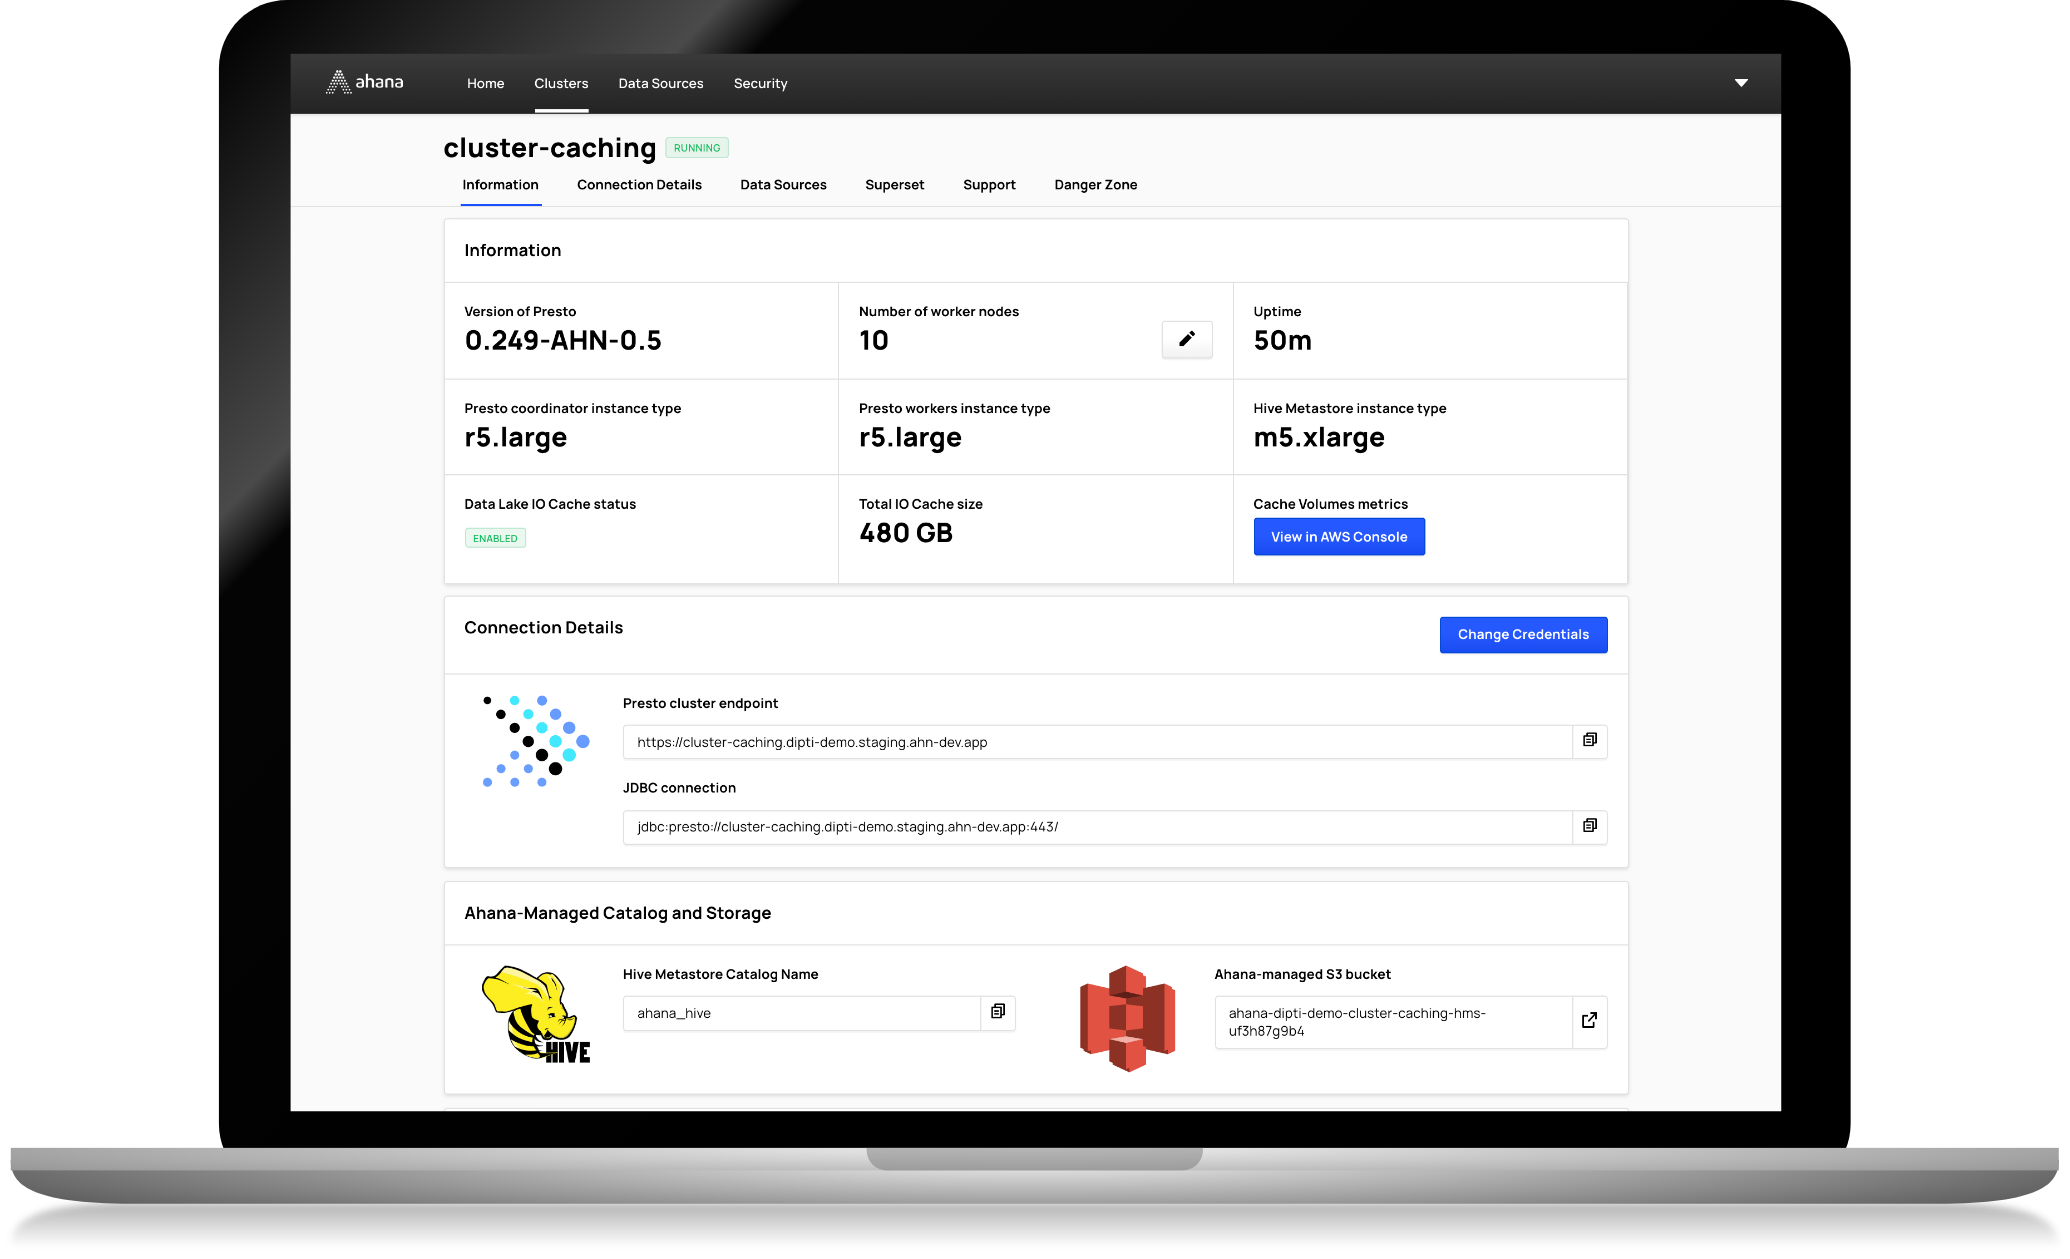 ahana
Home Clusters Data Sources Security
cluster-caching RUNNING
Information Connection Details Data Sources Superset Support Danger Zone
Information
Version of Presto
0.249-AHN-0.5
Number of worker nodes
10
Uptime
50m
Presto coordinator instance type
r5.large
Presto workers instance type
r5.large
Hive Metastore instance type
m5.xlarge
Data Lake IO Cache status
ENABLED
Total IO Cache size
480 GB
Cache Volumes metrics
View in AWS Console
Connection Details
Change Credentials
Presto cluster endpoint
https://cluster-caching.dipti-demo.staging.ahn-dev.app
JDBC connection
jdbc:presto://cluster-caching.dipti-demo.staging.ahn-dev.app:443/
Ahana-Managed Catalog and Storage
HIVE
Hive Metastore Catalog Name
ahana_hive
Ahana-managed S3 bucket
ahana-dipti-demo-cluster-caching-hms-
uf3h87g9b4